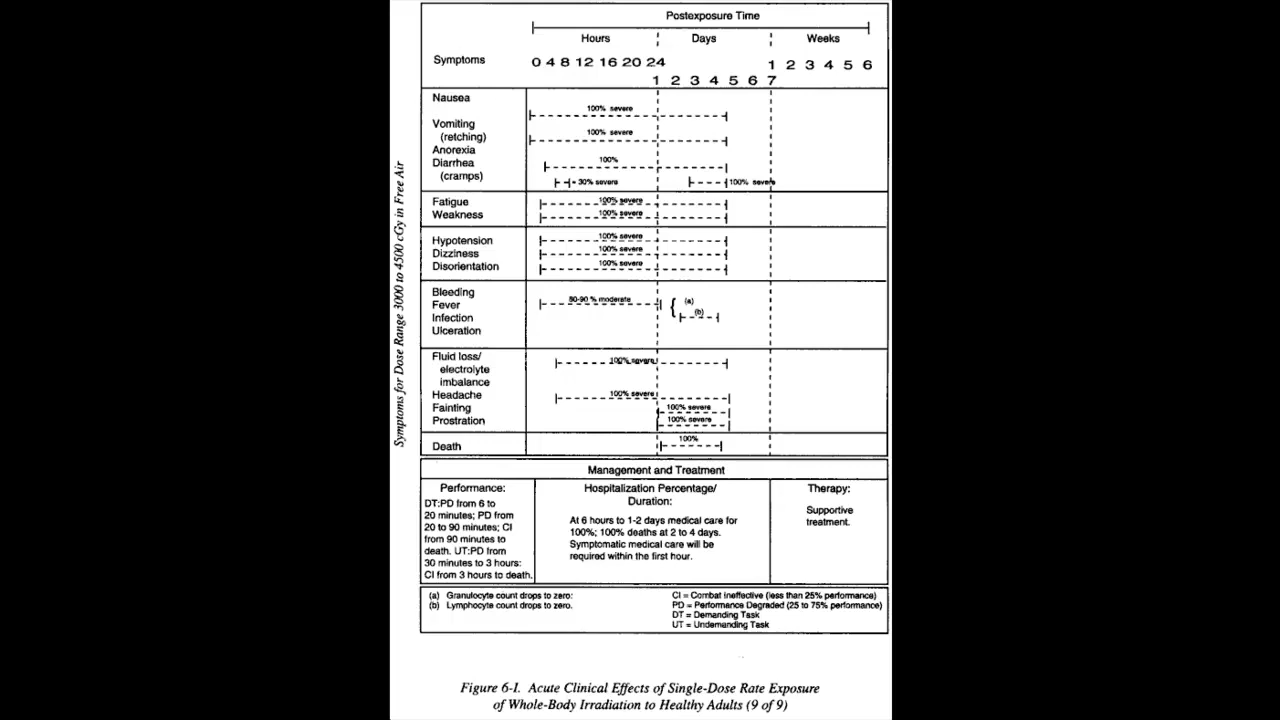 Postexposure Time
Hours Days Weeks
Symptoms 0 4 8 12 16 20 24 1 2 3 4 5 6
1 2 3 4 5 6 7
Nausea
100% severe
Vomiting
(retching) 100% severe
Anorexia
Diarrhea 100%
(cramps) = 30% severe 100% severe
Fatigue 100% severe
Weakness 100% severe
Hypotension 100% severe
Dizziness 100% severe
Disorientation 100% severe
Bleeding
Fever 80-90 % moderate (a)
Infection (b)
Ulceration
Fluid loss/ 100% severe
electrolyte
imbalance
Headache 100% severe
Fainting 100% severe
Prostration 100% severe
Death 100%
Symptoms for Dose Range 3000 to 4500 cGy in Free Air
Management and Treatment
Performance:
DT:PD from 6 to
20 minutes; PD from
20 to 90 minutes; CI
from 90 minutes to
death. UT:PD from
30 minutes to 3 hours:
CI from 3 hours to death.
Hospitalization Percentage/
Duration:
At 6 hours to 1-2 days medical care for
100%; 100% deaths at 2 to 4 days.
Symptomatic medical care will be
required within the first hour.
Therapy:
Supportive
treatment.
(a) Granulocyte count drops to zero:
(b) Lymphocyte count drops to zero.
CI = Combat Ineffective (less than 25% performance)
PD = Performance Degraded (25 to 75% performance)
DT = Demanding Task
UT = Undemanding Task
Figure 6-I. Acute Clinical Effects of Single-Dose Rate Exposure
of Whole-Body Irradiation to Healthy Adults (9 of 9)